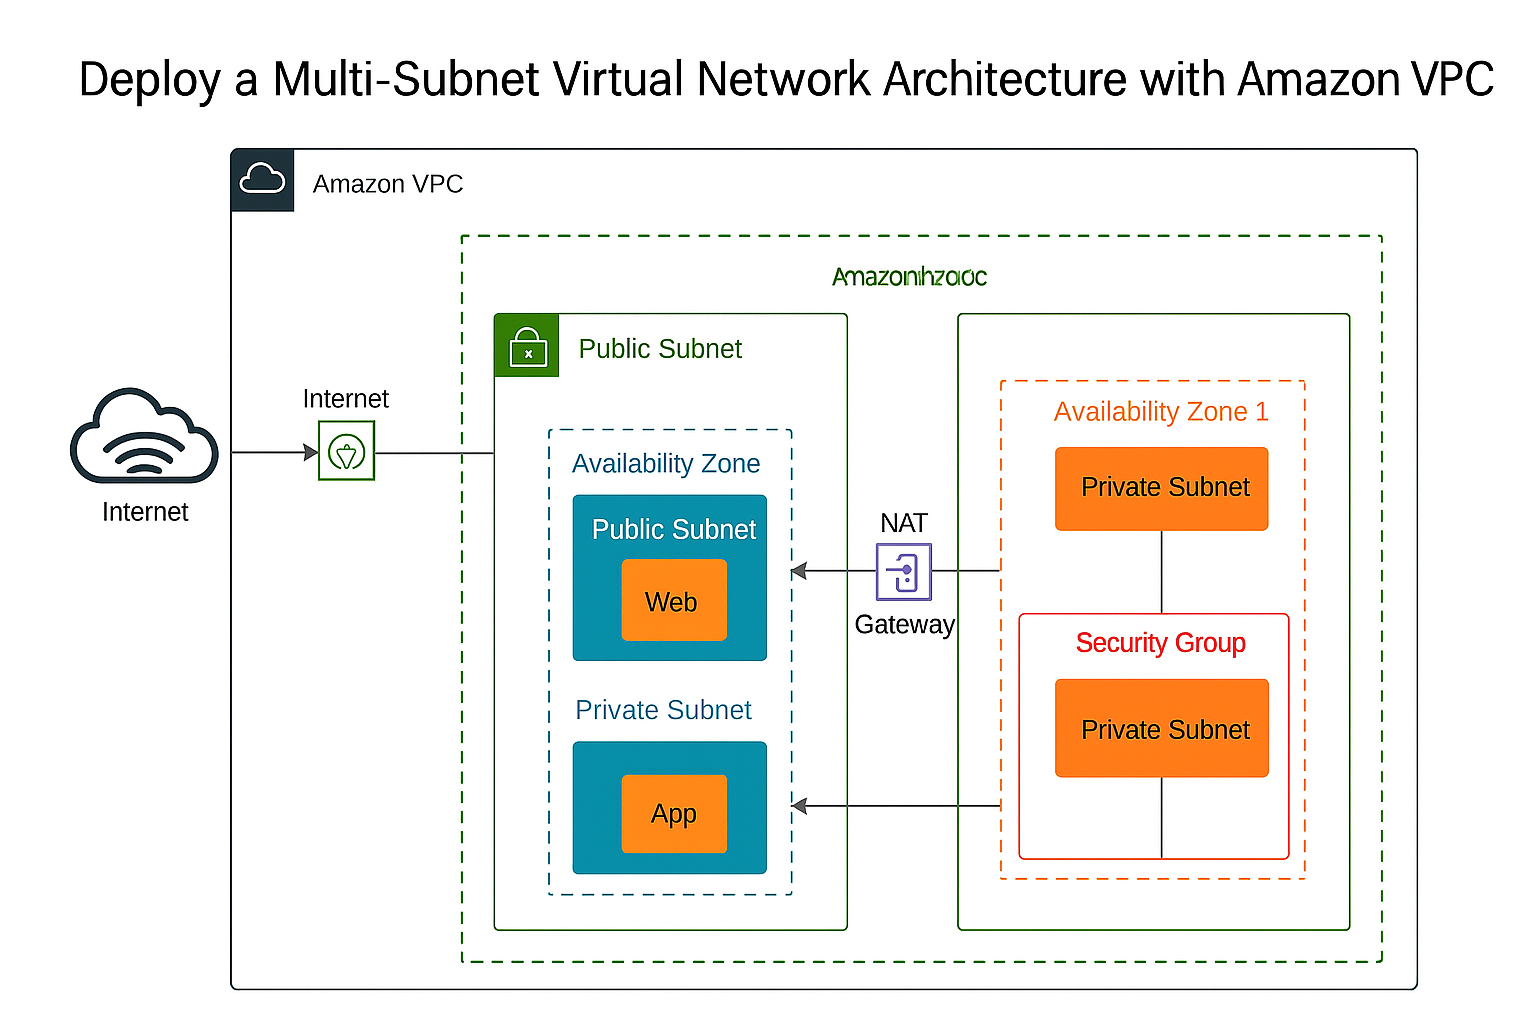 Deploy a Multi-Subnet Virtual Network Architecture with Amazon VPC
Amazon VPC
Public Subnet
Internet
Internet
Availability Zone
Public Subnet
Web
Private Subnet
App
NAT
Gateway
Availability Zone 1
Private Subnet
Security Group
Private Subnet